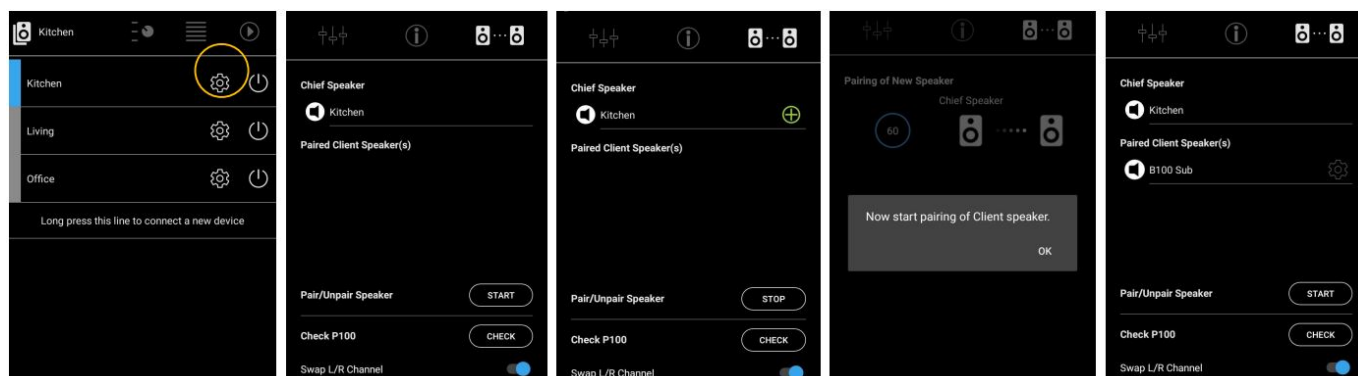 Kitchen
Kitchen
Living
Office
Long press this line to connect a new device
Chief Speaker
Kitchen
Paired Client Speaker(s)
Pair/Unpair Speaker
START
Check P100
CHECK
Swap L/R Channel
Chief Speaker
Kitchen
Paired Client Speaker(s)
Pair/Unpair Speaker
STOP
Check P100
CHECK
Swap L/R Channel
Pairing of New Speaker
Chief Speaker
60
Now start pairing of Client speaker.
OK
Chief Speaker
Kitchen
Paired Client Speaker(s)
B100 Sub
Pair/Unpair Speaker
START
Check P100
CHECK
Swap L/R Channel